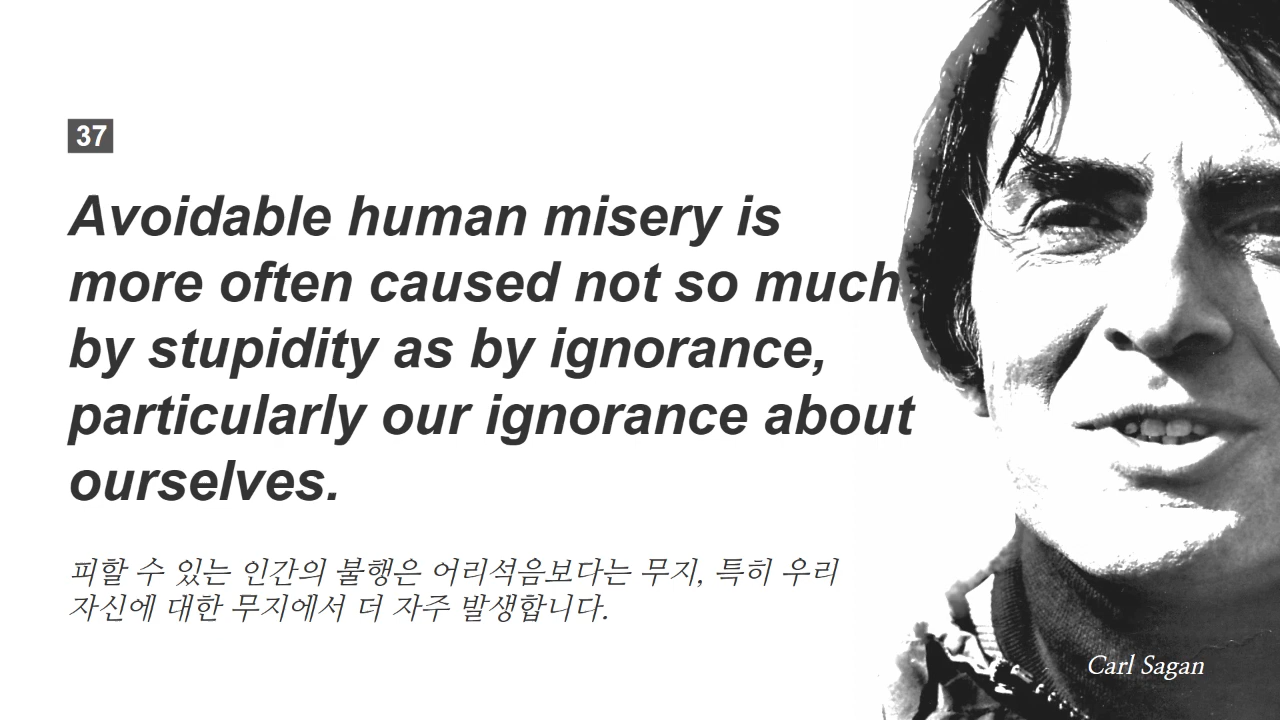 37
Avoidable human misery is
more often caused not so much
by stupidity as by ignorance,
particularly our ignorance about
ourselves.
피할 수 있는 인간의 불행은 어리석음보다는 무지, 특히 우리
자신에 대한 무지에서 더 자주 발생합니다.
Carl Sagan